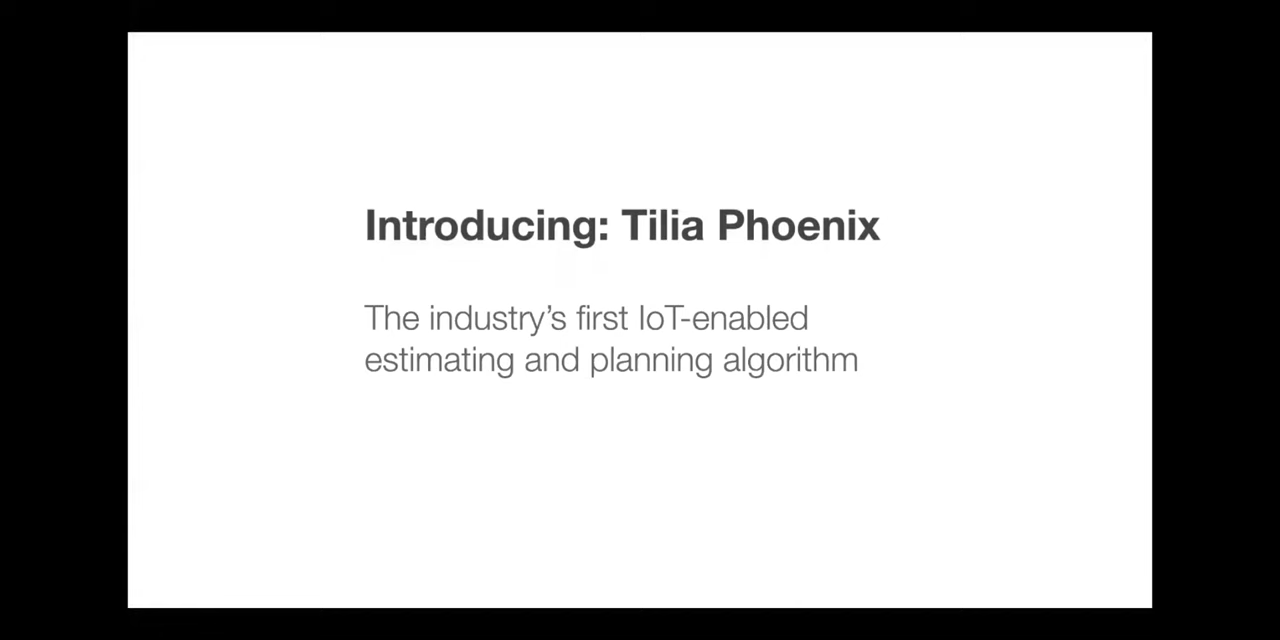 Introducing: Tilia Phoenix
The industry’s first IoT-enabled
estimating and planning algorithm